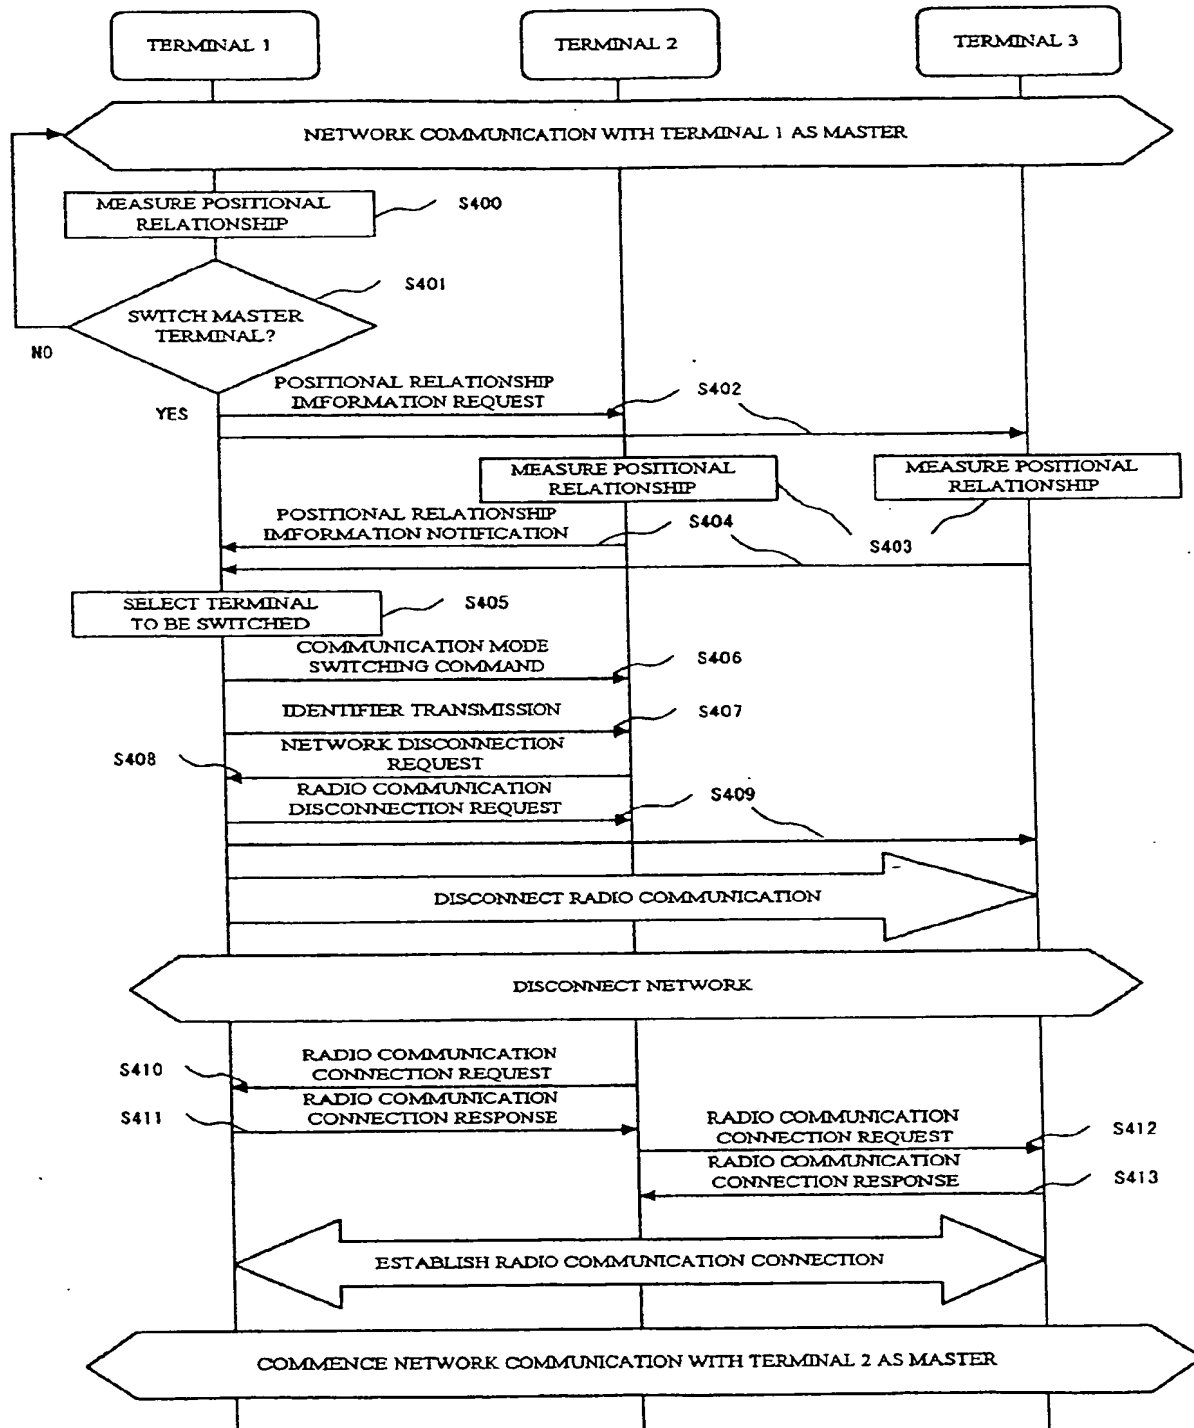 TERMINAL 1
TERMINAL 2
TERMINAL 3
NETWORK COMMUNICATION WITH TERMINAL 1 AS MASTER
MEASURE POSITIONAL
RELATIONSHIP
S400
SWITCH MASTER
TERMINAL?
S401
NO
YES
POSITIONAL RELATIONSHIP
IMFORMATION REQUEST
S402
MEASURE POSITIONAL
RELATIONSHIP
MEASURE POSITIONAL
RELATIONSHIP
S403
POSITIONAL RELATIONSHIP
IMFORMATION NOTIFICATION
S404
SELECT TERMINAL
TO BE SWITCHED
S405
COMMUNICATION MODE
SWITCHING COMMAND
S406
IDENTIFIER TRANSMISSION
S407
NETWORK DISCONNECTION
REQUEST
S408
RADIO COMMUNICATION
DISCONNECTION REQUEST
S409
DISCONNECT RADIO COMMUNICATION
DISCONNECT NETWORK
RADIO COMMUNICATION
CONNECTION REQUEST
S410
RADIO COMMUNICATION
CONNECTION RESPONSE
S411
RADIO COMMUNICATION
CONNECTION REQUEST
S412
RADIO COMMUNICATION
CONNECTION RESPONSE
S413
ESTABLISH RADIO COMMUNICATION CONNECTION
COMMENCE NETWORK COMMUNICATION WITH TERMINAL 2 AS MASTER